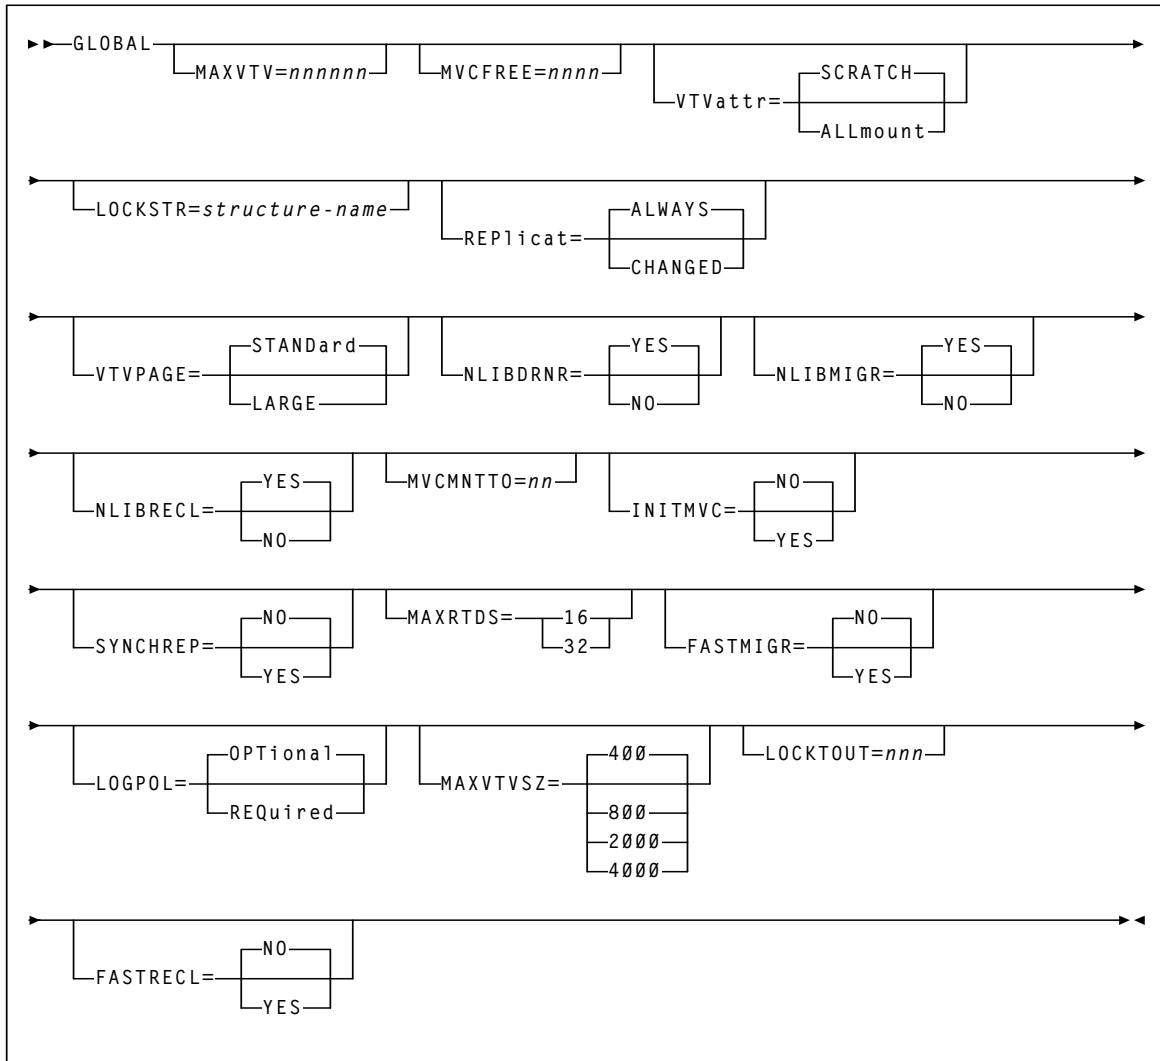 GLOBAL
MAXVTV=nnnnnn
MVCFREE=nnnn
VTVattr=
SCRATCH
ALLmount
LOCKSTR=structure-name
REPlicat=
ALWAYS
CHANGED
VTVPAGE=
STANDard
LARGE
NLIBDRNR=
YES
NO
NLIBMIGR=
YES
NO
NLIBRECL=
YES
NO
MVCMNTTO=nn
INITMVC=
NO
YES
SYNCHREP=
NO
YES
MAXRTDS=
16
32
FASTMIGR=
NO
YES
LOGPOL=
OPTional
REQuired
MAXVTVSZ=
400
800
2000
4000
LOCKTOUT=nnn
FASTRECL=
NO
YES